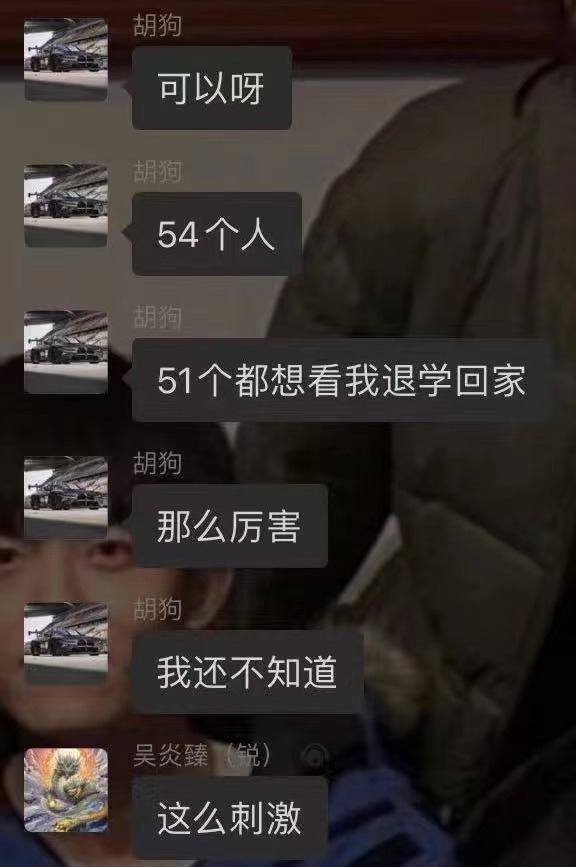 胡狗
可以呀
胡狗
54个人
胡狗
51个都想看我退学回家
胡狗
那么厉害
胡狗
我还不知道
吴炎臻（锐）
这么刺激